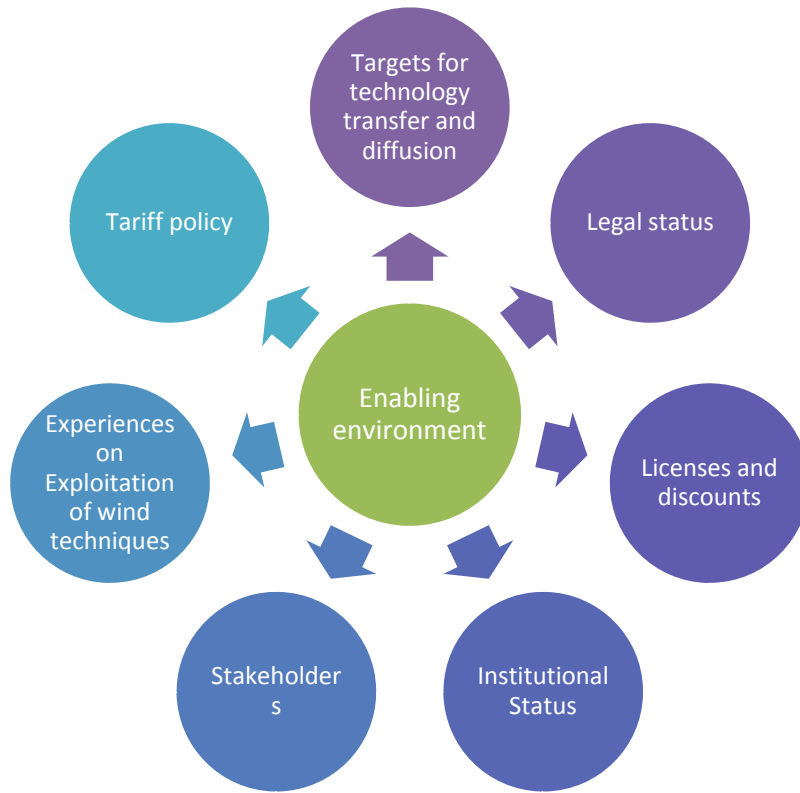 Targets for
technology
transfer and
diffusion
Legal status
Licenses and
discounts
Institutional
Status
Stakeholder
s
Experiences
on
Exploitation
of wind
techniques
Tariff policy
Enabling
environment